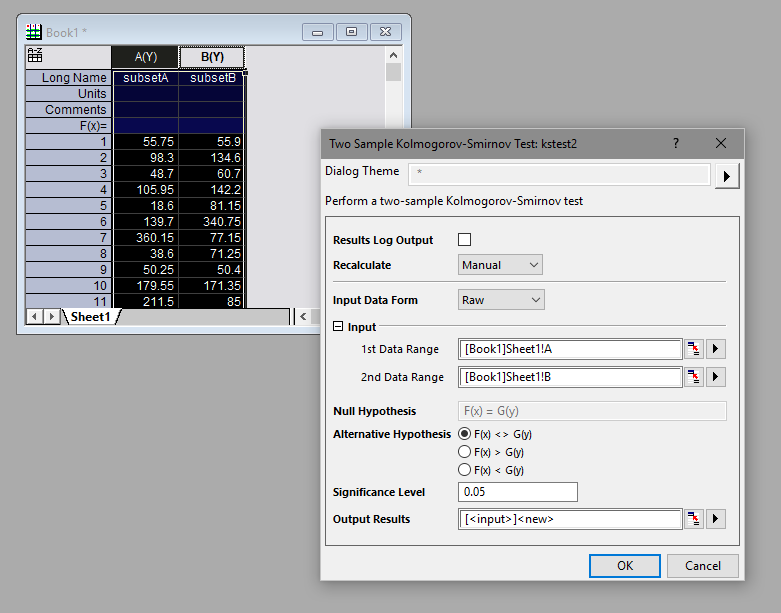 Book1 *
A(Y) B(Y)
Long Name subsetA subsetB
Units
Comments
F(x)=
1 55.75 55.9
2 98.3 134.6
3 48.7 60.7
4 105.95 142.2
5 18.6 81.15
6 139.7 340.75
7 360.15 77.15
8 38.6 71.25
9 50.25 50.4
10 179.55 171.35
11 211.5 85
Sheet1
Two Sample Kolmogorov-Smirnov Test: kstest2 ?
Dialog Theme *
Perform a two-sample Kolmogorov-Smirnov test
Results Log Output
Recalculate Manual
Input Data Form Raw
Input
1st Data Range [Book1]Sheet1!A
2nd Data Range [Book1]Sheet1!B
Null Hypothesis F(x) = G(y)
Alternative Hypothesis F(x) <> G(y)
F(x) > G(y)
F(x) < G(y)
Significance Level 0.05
Output Results [<input>]<new>
OK Cancel